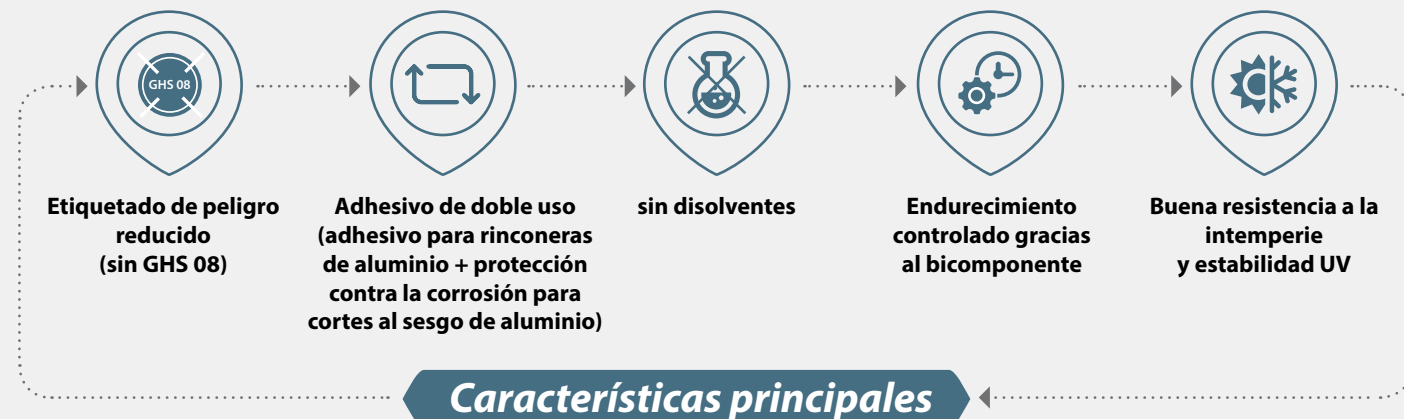 GHS 08
Etiquetado de peligro
reducido
(sin GHS 08)
Adhesivo de doble uso
(adhesivo para rinconeras
de aluminio + protección
contra la corrosión para
cortes al sesgo de aluminio)
sin disolventes
Endurecimiento
controlado gracias
al bicomponente
Buena resistencia a la
intemperie
y estabilidad UV
Características principales